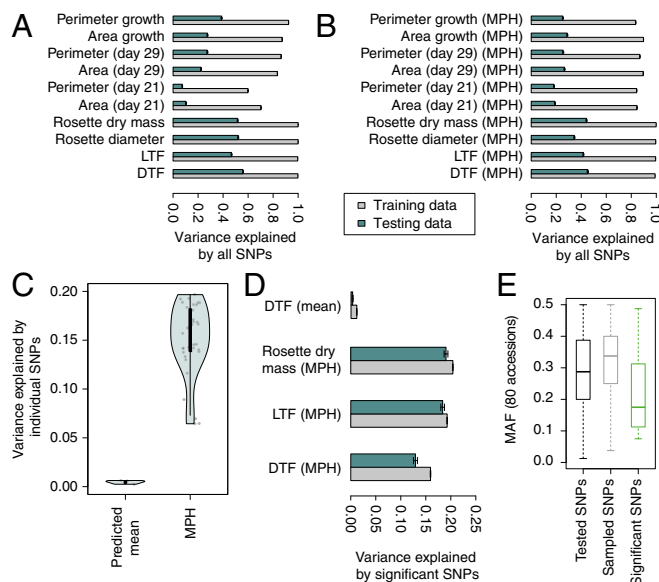 A
Perimeter growth
Area growth
Perimeter (day 29)
Area (day 29)
Perimeter (day 21)
Area (day 21)
Rosette dry mass
Rosette diameter
LTF
DTF
0.0 0.2 0.4 0.6 0.8 1.0
Variance explained
by all SNPs
B
Perimeter growth (MPH)
Area growth (MPH)
Perimeter (day 29) (MPH)
Area (day 29) (MPH)
Perimeter (day 21) (MPH)
Area (day 21) (MPH)
Rosette dry mass (MPH)
Rosette diameter (MPH)
LTF (MPH)
DTF (MPH)
0.0 0.2 0.4 0.6 0.8 1.0
Variance explained
by all SNPs
Training data
Testing data
C
Variance explained by
individual SNPs
0.20
0.15
0.10
0.05
0.00
Predicted
mean
MPH
D
DTF (mean)
Rosette dry
mass (MPH)
LTF (MPH)
DTF (MPH)
0.00 0.05 0.10 0.15 0.20 0.25
Variance explained
by significant SNPs
E
MAF (80 accessions)
0.5
0.4
0.3
0.2
0.1
0.0
Tested SNPs
Sampled SNPs
Significant SNPs